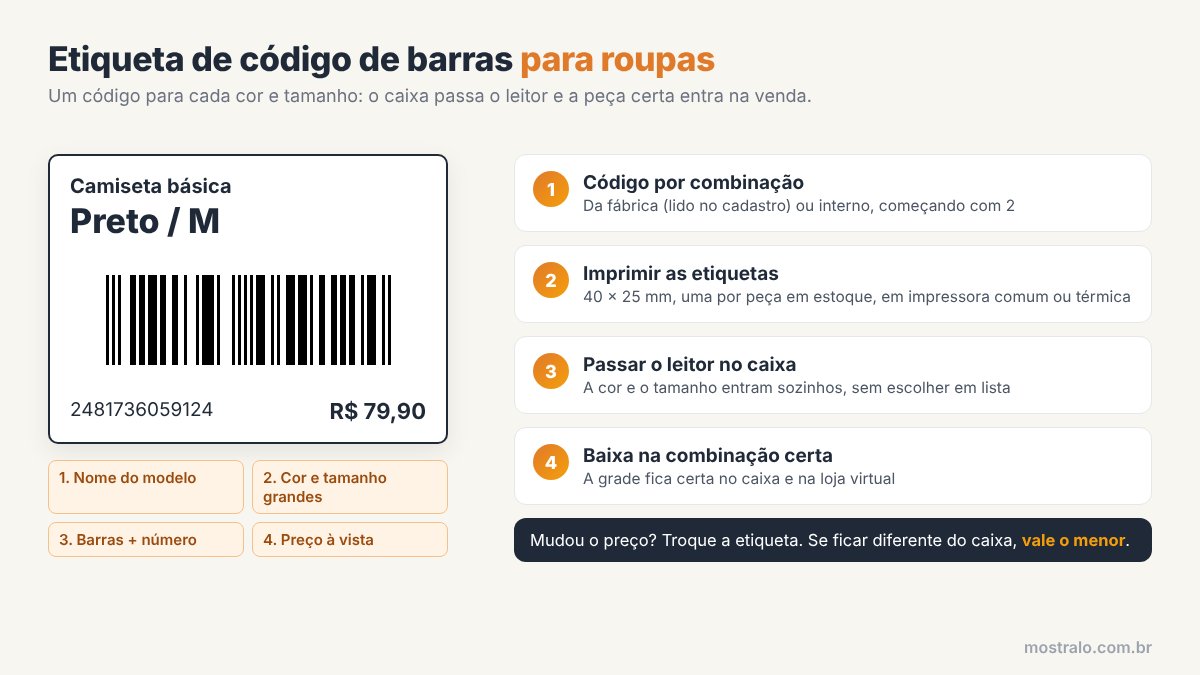 Etiqueta de código de barras para roupas
Um código para cada cor e tamanho: o caixa passa o leitor e a peça certa entra na venda.
Camiseta básica
Preto / M
2481736059124
R$ 79,90
1. Nome do modelo
2. Cor e tamanho
grandes
3. Barras + número
4. Preço à vista
1
Código por combinação
Da fábrica (lido no cadastro) ou interno, começando com 2
2
Imprimir as etiquetas
40 × 25 mm, uma por peça em estoque, em impressora comum ou térmica
3
Passar o leitor no caixa
A cor e o tamanho entram sozinhos, sem escolher em lista
4
Baixa na combinação certa
A grade fica certa no caixa e na loja virtual
Mudou o preço? Troque a etiqueta. Se ficar diferente do caixa, vale o menor.
mostralo.com.br